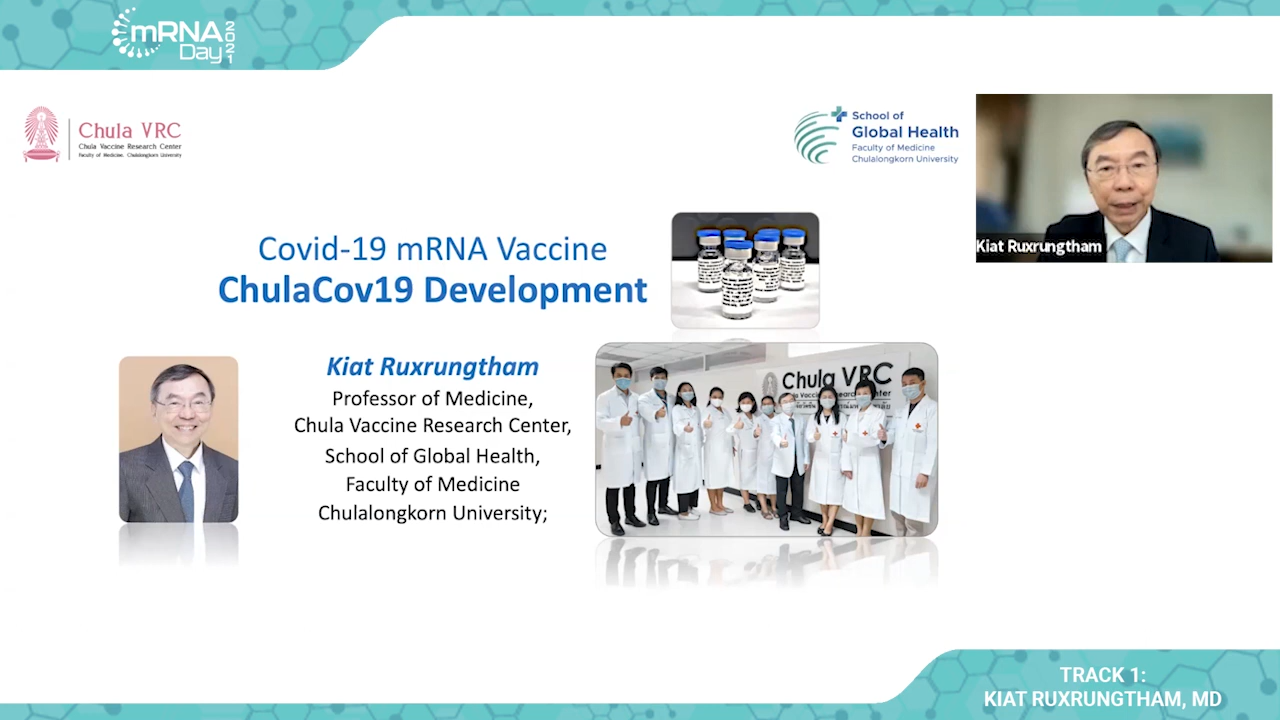 mRNA
Day
2021
Chula VRC
Chula Vaccine Research Center
Faculty of Medicine, Chulalongkorn University
School of
Global Health
Faculty of Medicine
Chulalongkorn University
Kiat Ruxrungtham
Covid-19 mRNA Vaccine
ChulaCov19 Development
Kiat Ruxrungtham
Professor of Medicine,
Chula Vaccine Research Center,
School of Global Health,
Faculty of Medicine
Chulalongkorn University;
Chula VRC
TRACK 1:
KIAT RUXRUNGTHAM, MD